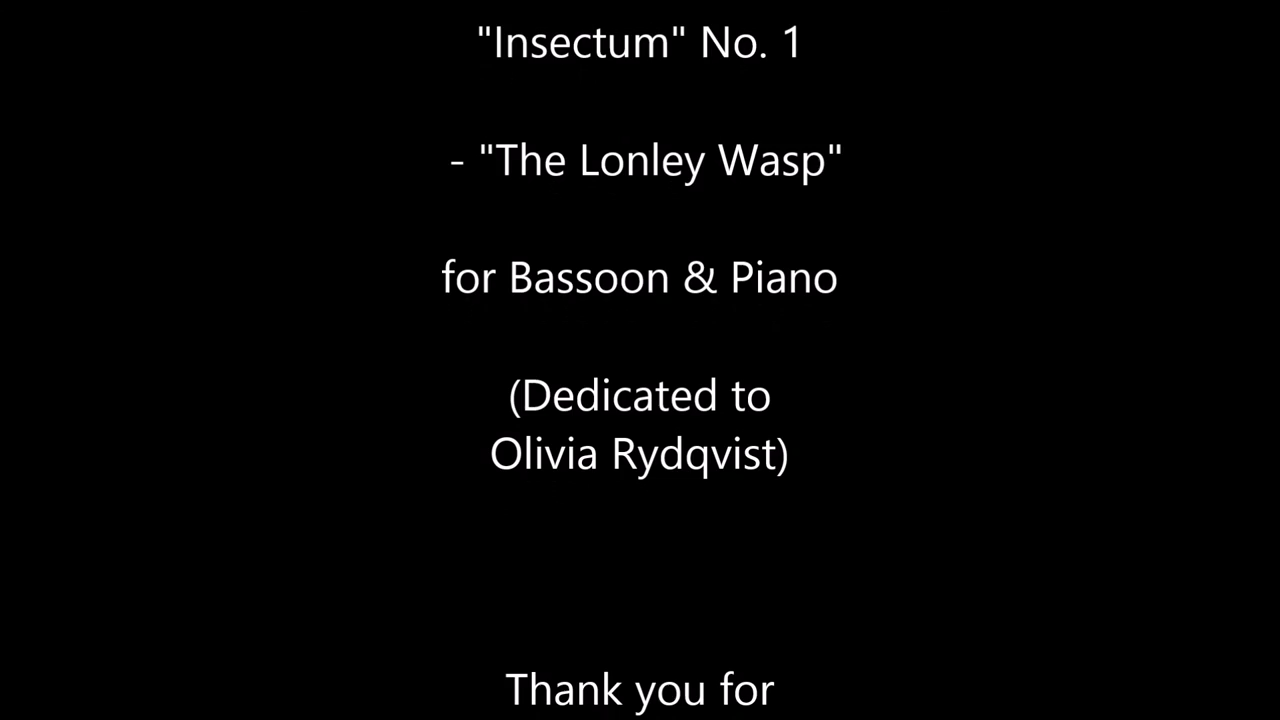 "Insectum" No. 1
- "The Lonley Wasp"
for Bassoon & Piano
(Dedicated to
Olivia Rydqvist)
Thank you for